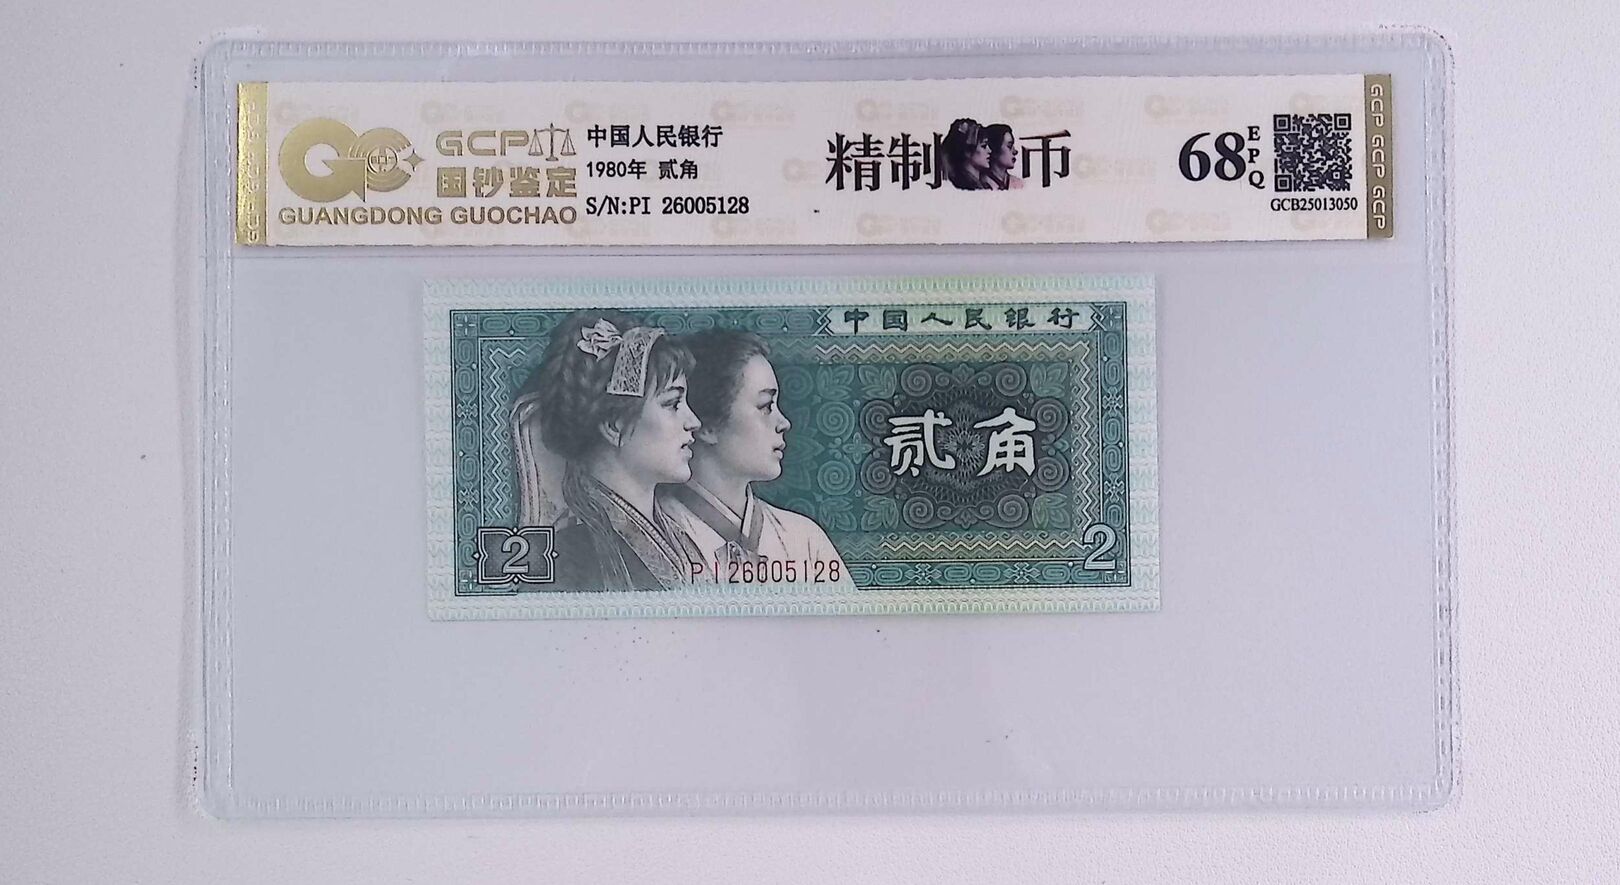 GCP
国钞鉴定
GUANGDONG GUOCHAO
中国人民银行
1980年 贰角
S/N:PI 26005128
精制币
68
EPQ
GCB25013050
GCP GCP GCP
中国人民银行
贰角
2
2
PI26005128